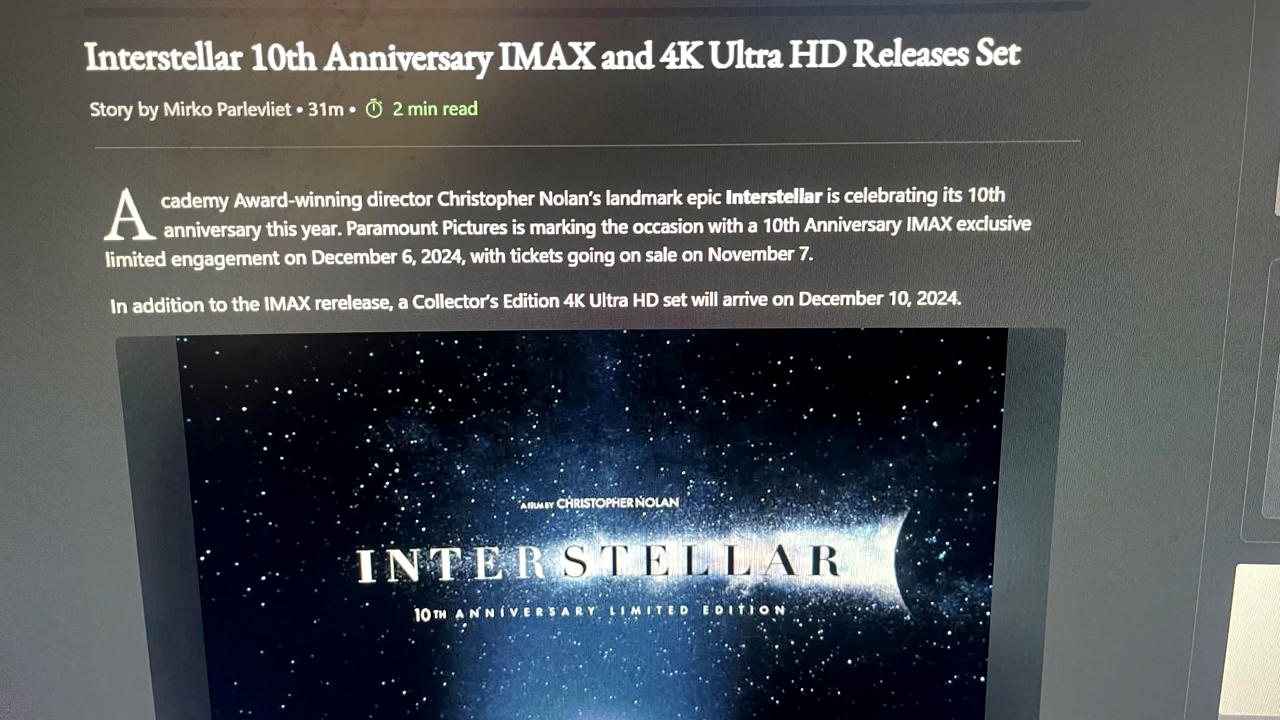 Interstellar 10th Anniversary IMAX and 4K Ultra HD Releases Set
Story by Mirko Parlevliet • 31m • 2 min read
Academy Award-winning director Christopher Nolan’s landmark epic Interstellar is celebrating its 10th
anniversary this year. Paramount Pictures is marking the occasion with a 10th Anniversary IMAX exclusive
limited engagement on December 6, 2024, with tickets going on sale on November 7.
In addition to the IMAX rerelease, a Collector’s Edition 4K Ultra HD set will arrive on December 10, 2024.
A FILM BY CHRISTOPHER NOLAN
INTERSTELLAR
10TH ANNIVERSARY LIMITED EDITION